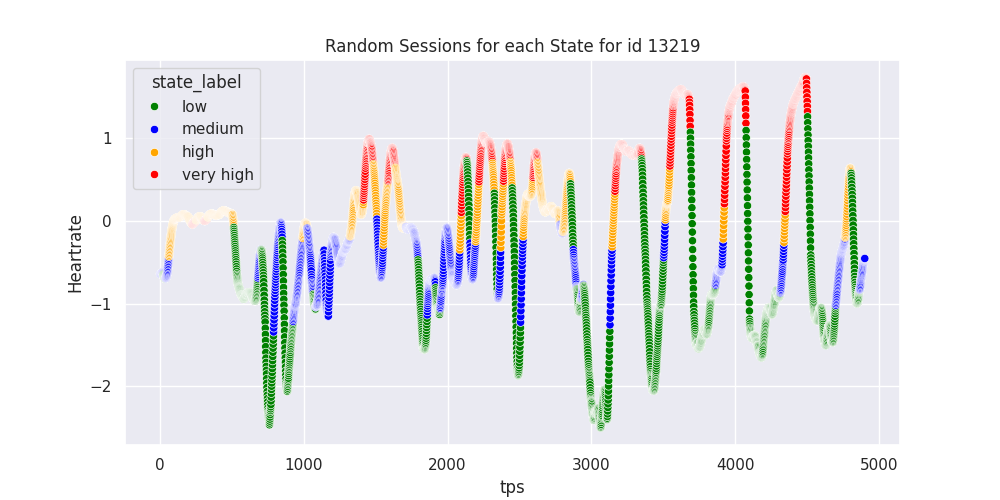 Random Sessions for each State for id 13219
state_label
low
medium
high
very high
1
0
−1
−2
Heartrate
0 1000 2000 3000 4000 5000
tps